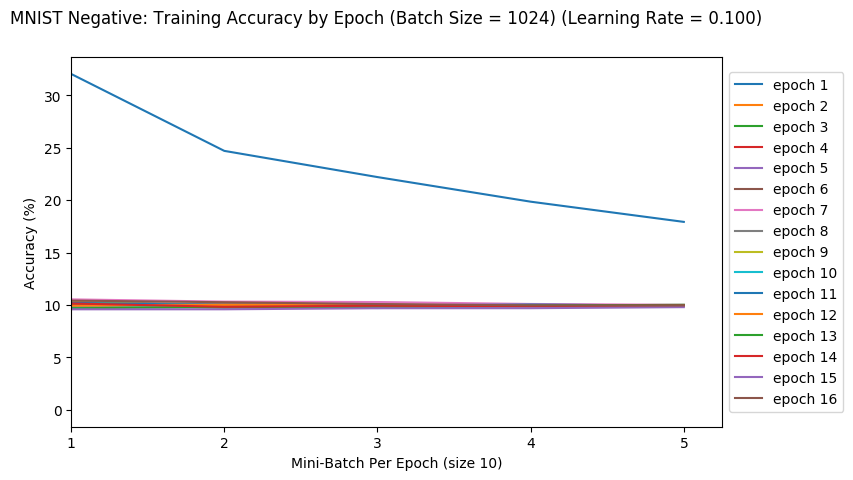 MNIST Negative: Training Accuracy by Epoch (Batch Size = 1024) (Learning Rate = 0.100)
Accuracy (%)
30
25
20
15
10
5
0
1
2
3
4
5
Mini-Batch Per Epoch (size 10)
epoch 1
epoch 2
epoch 3
epoch 4
epoch 5
epoch 6
epoch 7
epoch 8
epoch 9
epoch 10
epoch 11
epoch 12
epoch 13
epoch 14
epoch 15
epoch 16